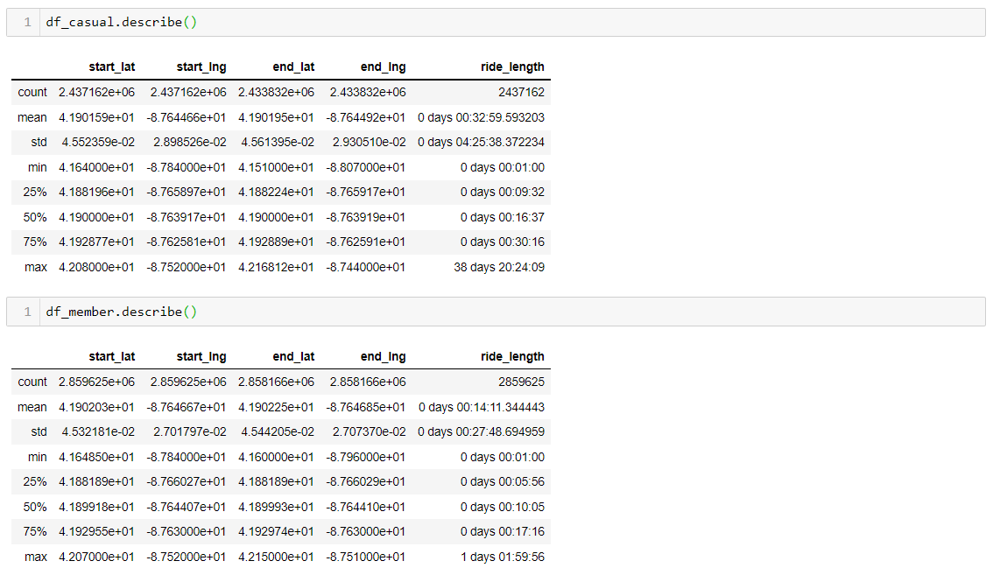 1 df_casual.describe()
start_lat start_lng end_lat end_lng ride_length
count 2.437162e+06 2.437162e+06 2.433832e+06 2.433832e+06 2437162
mean 4.190159e+01 -8.764466e+01 4.190195e+01 -8.764492e+01 0 days 00:32:59.593203
std 4.552359e-02 2.898526e-02 4.561395e-02 2.930510e-02 0 days 04:25:38.372234
min 4.164000e+01 -8.784000e+01 4.151000e+01 -8.807000e+01 0 days 00:01:00
25% 4.188196e+01 -8.765897e+01 4.188224e+01 -8.765917e+01 0 days 00:09:32
50% 4.190000e+01 -8.763917e+01 4.190000e+01 -8.763919e+01 0 days 00:16:37
75% 4.192877e+01 -8.762581e+01 4.192889e+01 -8.762591e+01 0 days 00:30:16
max 4.208000e+01 -8.752000e+01 4.216812e+01 -8.744000e+01 38 days 20:24:09
1 df_member.describe()
start_lat start_lng end_lat end_lng ride_length
count 2.859625e+06 2.859625e+06 2.858166e+06 2.858166e+06 2859625
mean 4.190203e+01 -8.764667e+01 4.190225e+01 -8.764685e+01 0 days 00:14:11.344443
std 4.532181e-02 2.701797e-02 4.544205e-02 2.707370e-02 0 days 00:27:48.694959
min 4.164850e+01 -8.784000e+01 4.160000e+01 -8.796000e+01 0 days 00:01:00
25% 4.188189e+01 -8.766027e+01 4.188189e+01 -8.766029e+01 0 days 00:05:56
50% 4.189918e+01 -8.764407e+01 4.189993e+01 -8.764410e+01 0 days 00:10:05
75% 4.192955e+01 -8.763000e+01 4.192974e+01 -8.763000e+01 0 days 00:17:16
max 4.207000e+01 -8.752000e+01 4.215000e+01 -8.751000e+01 1 days 01:59:56